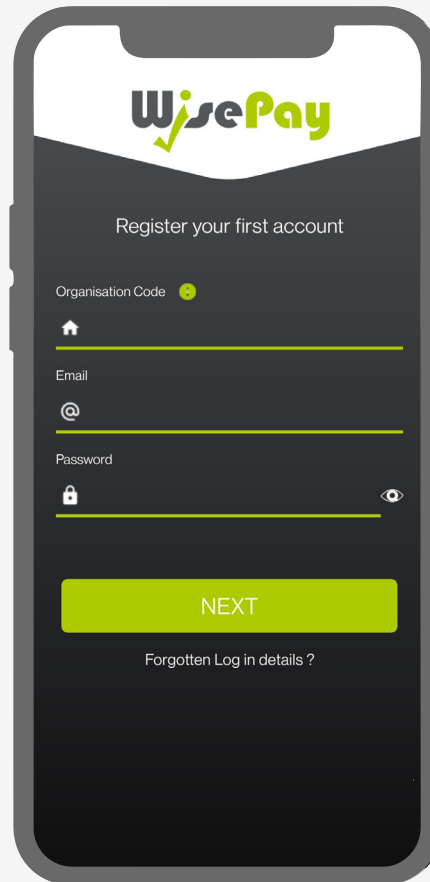 WisePay
Register your first account
Organisation Code
Email
@
Password
NEXT
Forgotten Log in details ?